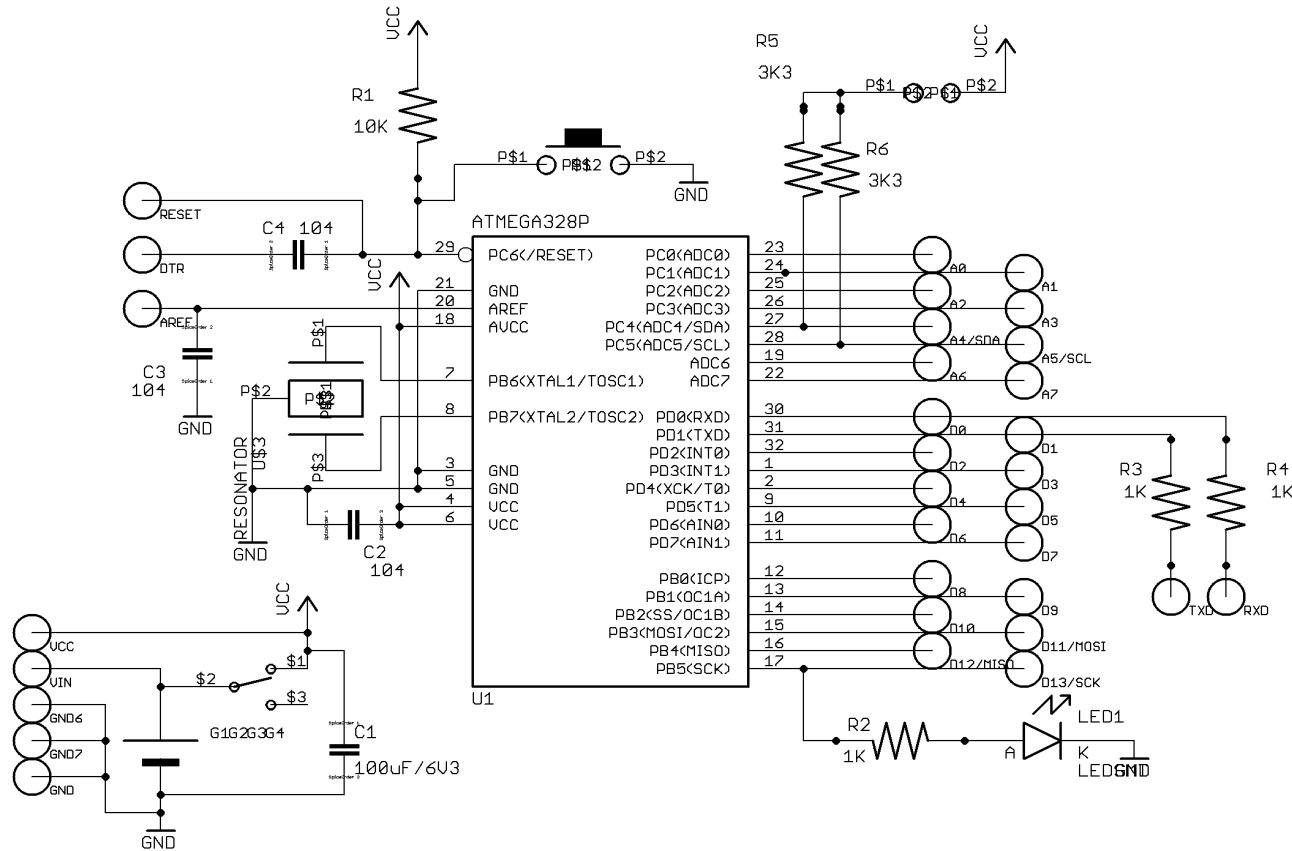 VCC
R1
10K
P$1
P$2
GND
R5
3K3
P$1
P$2
VCC
R6
3K3
RESET
C4 104
DTR
AREF
VCC
C3
104
GND
P$1
P$2
P$3
RESONATOR
U$3
GND
C2
104
ATMEGA328P
29 PC6(/RESET)
21 GND
20 AREF
18 AVCC
7 PB6(XTAL1/TOSC1)
8 PB7(XTAL2/TOSC2)
3 GND
5 GND
4 VCC
6 VCC
PC0(ADC0) 23
PC1(ADC1) 24
PC2(ADC2) 25
PC3(ADC3) 26
PC4(ADC4/SDA) 27
PC5(ADC5/SCL) 28
ADC6 19
ADC7 22
PD0(RXD) 30
PD1(TXD) 31
PD2(INT0) 32
PD3(INT1) 1
PD4(XCK/T0) 2
PD5(T1) 9
PD6(AIN0) 10
PD7(AIN1) 11
PB0(ICP) 12
PB1(OC1A) 13
PB2(SS/OC1B) 14
PB3(MOSI/OC2) 15
PB4(MISO) 16
PB5(SCK) 17
U1
A0
A1
A2
A3
A4/SDA
A5/SCL
A6
A7
D0
D1
D2
D3
D4
D5
D6
D7
D8
D9
D10
D11/MOSI
D12/MISO
D13/SCK
R3
1K
R4
1K
TXD
RXD
VCC
VCC
VIN
GND6
GND7
GND
$2
$1
$3
G1G2G3G4
C1
100uF/6V3
GND
R2
1K
LED1
A
K
GND